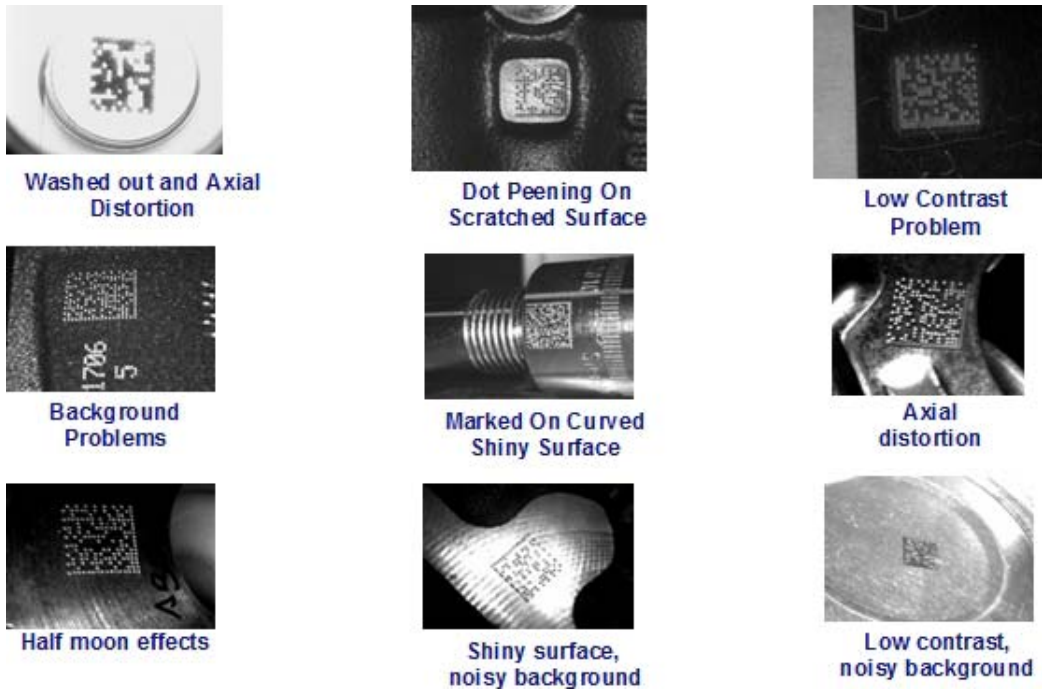 Washed out and Axial
Distortion
Dot Peening On
Scratched Surface
Low Contrast
Problem
1706
5
Background
Problems
Marked On Curved
Shiny Surface
Axial
distortion
Half moon effects
Shiny surface,
noisy background
Low contrast,
noisy background